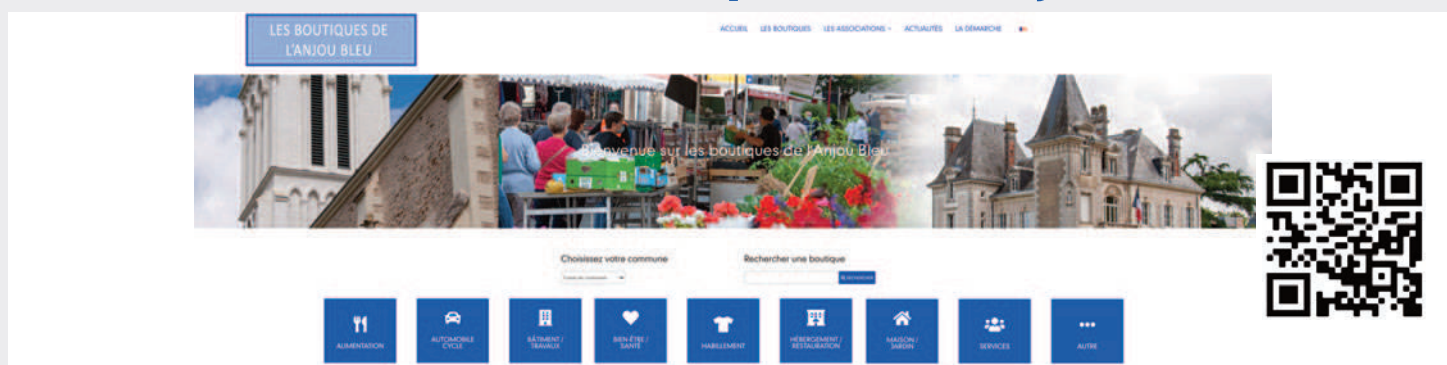 LES BOUTIQUES DE
L'ANJOU BLEU
ACCUEIL LES BOUTIQUES LES ASSOCIATIONS ACTUALITÉS LA DÉMARCHE
Bienvenue sur les boutiques de l'Anjou Bleu
Choisissez votre commune
Rechercher une boutique
RECHERCHER
ALIMENTATION
AUTOMOBILE
CYCLE
BÂTIMENT /
TRAVAUX
BIEN-ÊTRE /
SANTÉ
HABILLEMENT
HÉBERGEMENT /
RESTAURATION
MAISON /
JARDIN
SERVICES
AUTRE